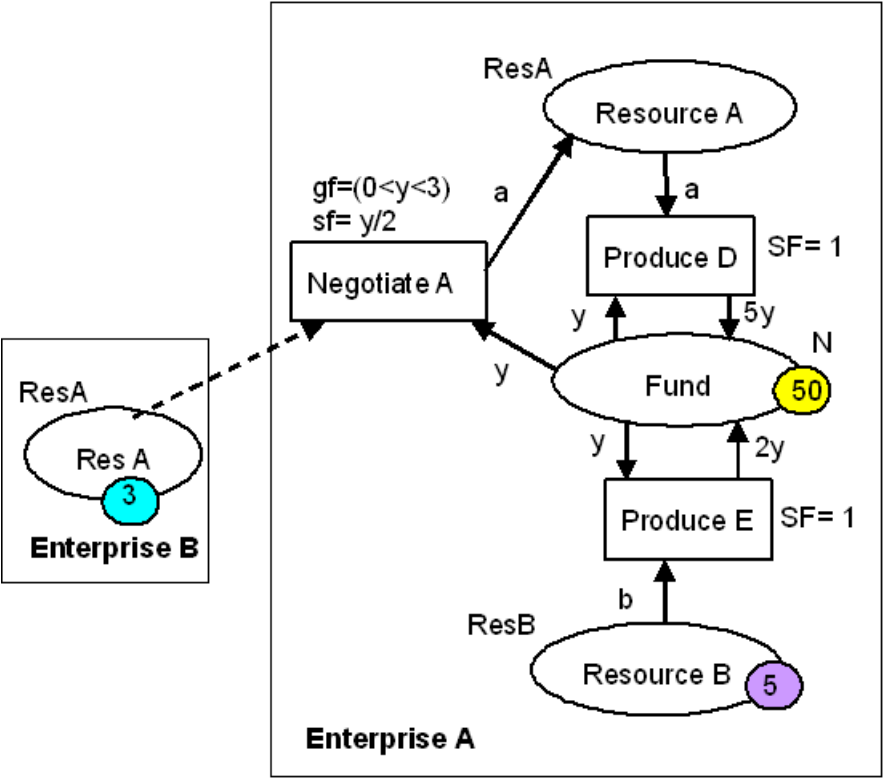 ResA
Resource A
gf=(0<y<3)
sf= y/2
a
a
Negotiate A
Produce D
SF= 1
y
5y
N
y
Fund
50
ResA
Res A
3
Enterprise B
y
2y
Produce E
SF= 1
b
ResB
Resource B
5
Enterprise A